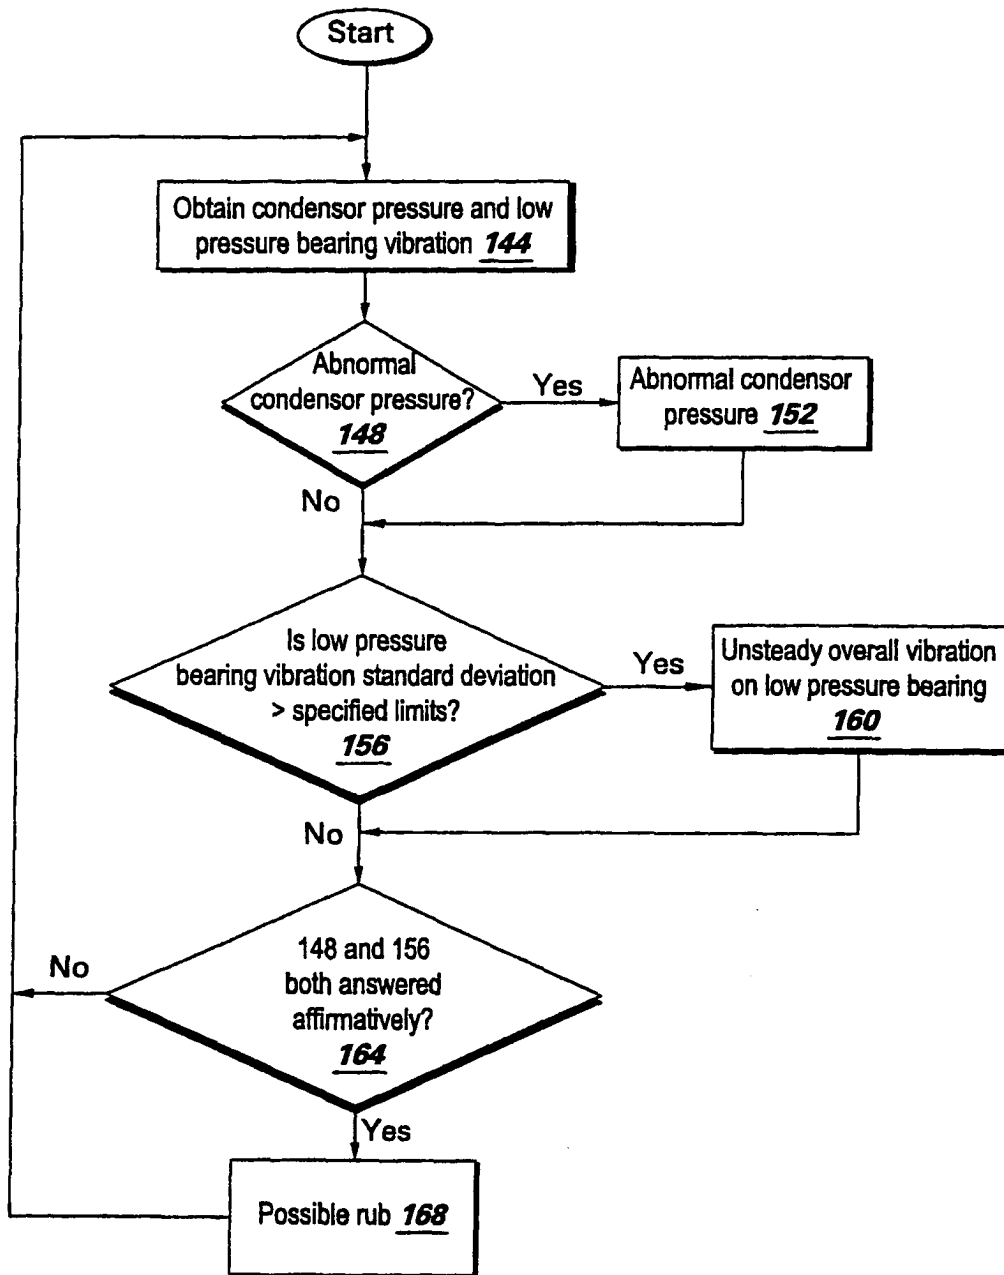 Start
Obtain condensor pressure and low
pressure bearing vibration 144
Abnormal
condensor pressure?
148
Yes
Abnormal condensor
pressure 152
No
Is low pressure
bearing vibration standard deviation
> specified limits?
156
Yes
Unsteady overall vibration
on low pressure bearing
160
No
148 and 156
both answered
affirmatively?
164
No
Yes
Possible rub 168